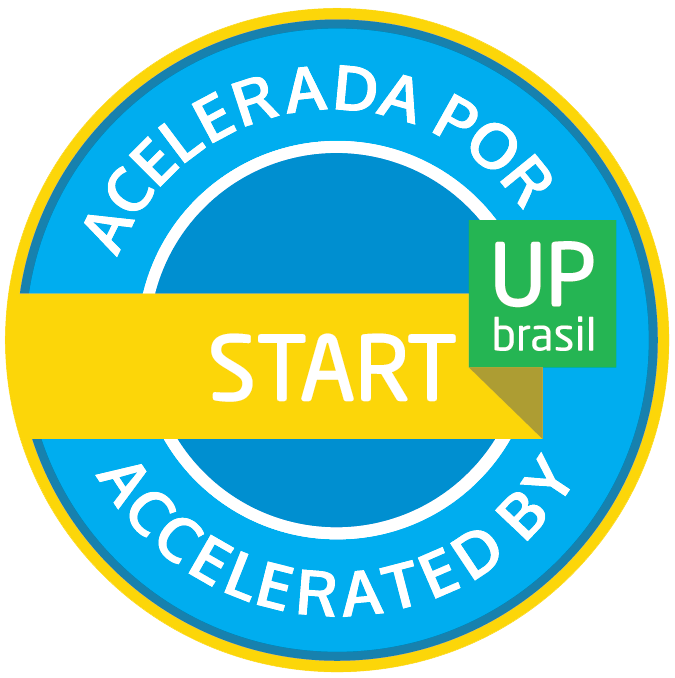 ACELERADA POR
START
UP
brasil
ACCELERATED BY